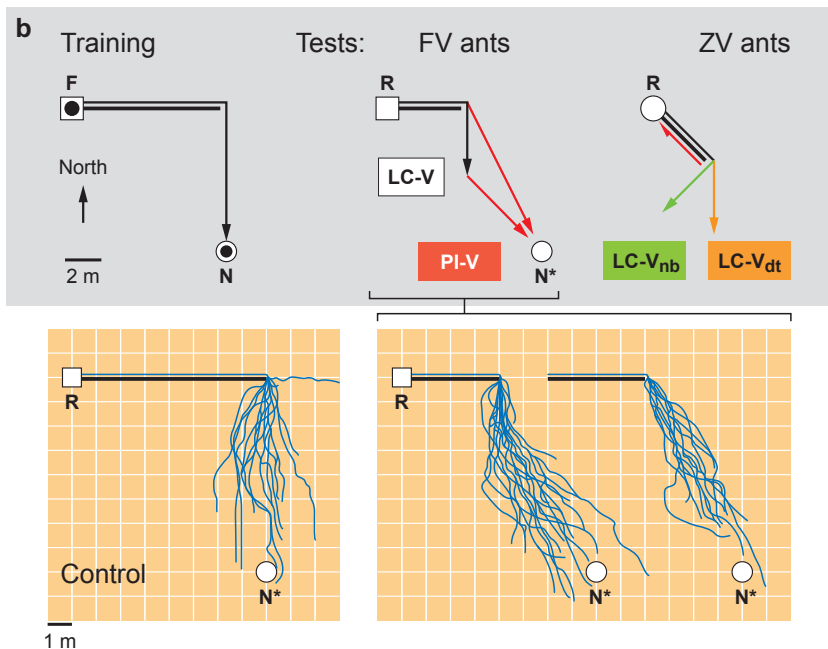 b
Training
Tests:
FV ants
ZV ants
F
R
R
North
LC-V
2 m
N
PI-V
N*
LC-Vnb
LC-Vdt
R
R
Control
N*
N*
N*
1 m